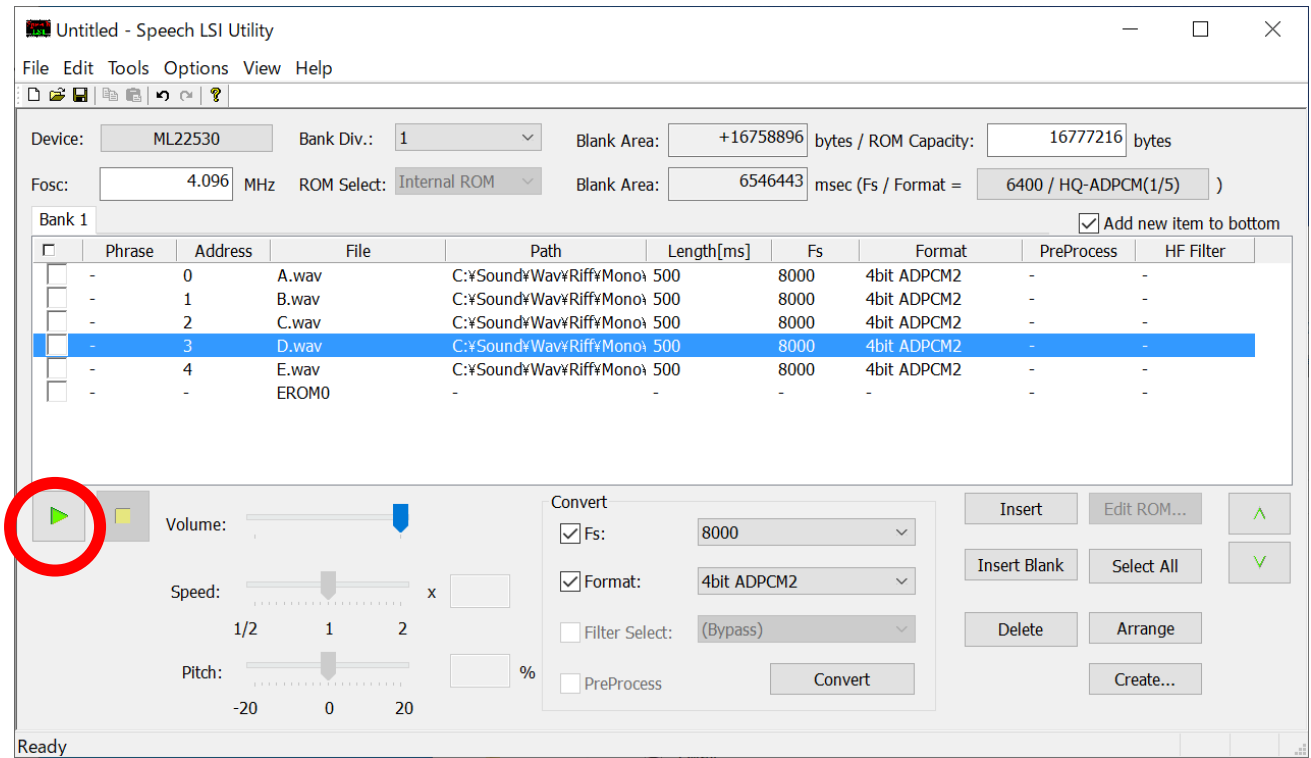 Untitled - Speech LSI Utility
File Edit Tools Options View Help
Device: ML22530 Bank Div.: 1 Blank Area: +16758896 bytes / ROM Capacity: 16777216 bytes
Fosc: 4.096 MHz ROM Select: Internal ROM Blank Area: 6546443 msec (Fs / Format = 6400 / HQ-ADPCM(1/5) )
Bank 1 Add new item to bottom
Phrase Address File Path Length[ms] Fs Format PreProcess HF Filter
- 0 A.wav C:¥Sound¥Wav¥Riff¥Mono¥ 500 8000 4bit ADPCM2 - -
- 1 B.wav C:¥Sound¥Wav¥Riff¥Mono¥ 500 8000 4bit ADPCM2 - -
- 2 C.wav C:¥Sound¥Wav¥Riff¥Mono¥ 500 8000 4bit ADPCM2 - -
- 3 D.wav C:¥Sound¥Wav¥Riff¥Mono¥ 500 8000 4bit ADPCM2 - -
- 4 E.wav C:¥Sound¥Wav¥Riff¥Mono¥ 500 8000 4bit ADPCM2 - -
- - EROM0 - - - - - -
Convert Insert Edit ROM...
Volume: Fs: 8000
Insert Blank Select All
Speed: x Format: 4bit ADPCM2
1/2 1 2 Filter Select: (Bypass) Delete Arrange
Pitch: % PreProcess Convert Create...
-20 0 20
Ready